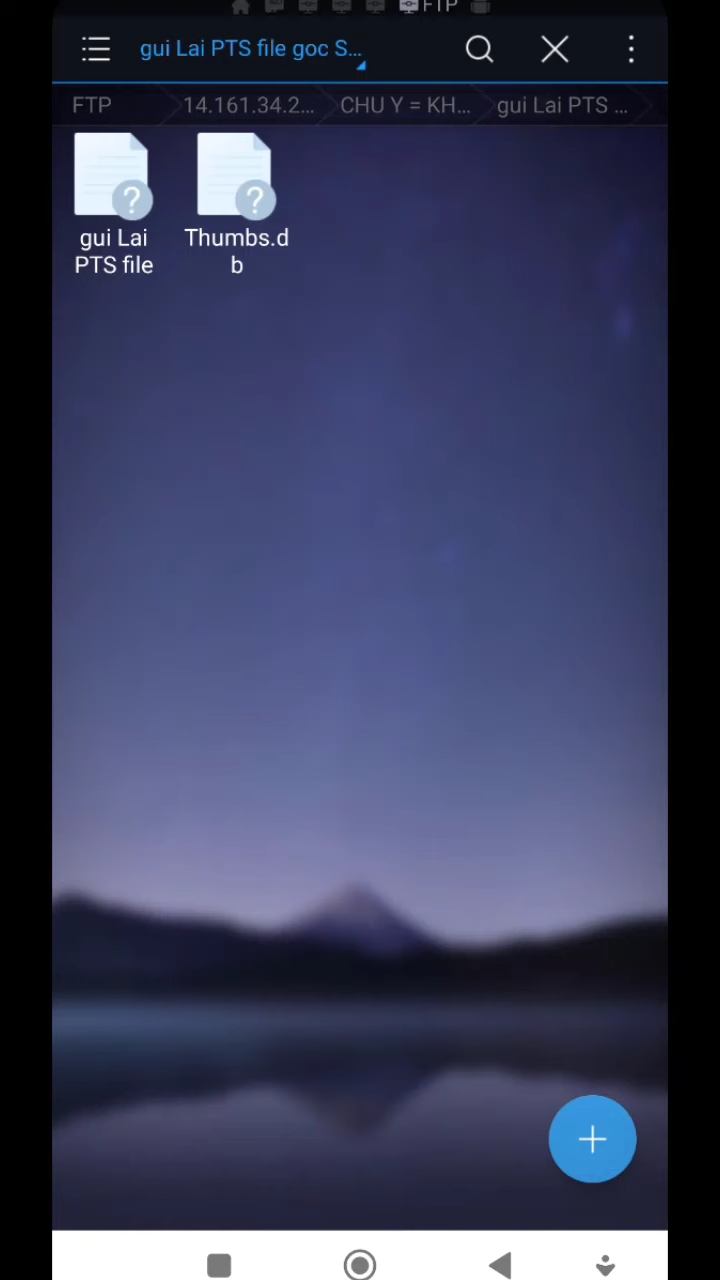 FTP
gui Lai PTS file goc S...
FTP 14.161.34.2... CHU Y = KH... gui Lai PTS ...
gui Lai
PTS file
Thumbs.d
b